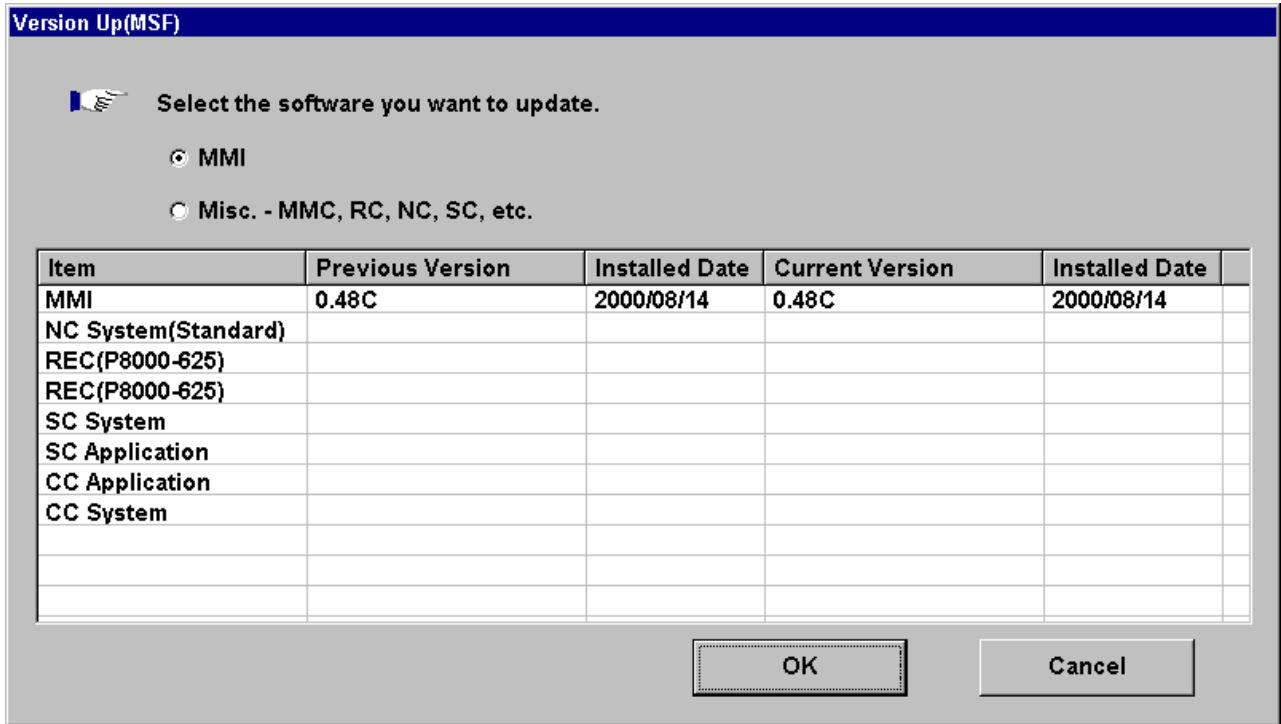 Version Up(MSF)
Select the software you want to update.
MMI
Misc. - MMC, RC, NC, SC, etc.
Item Previous Version Installed Date Current Version Installed Date
MMI 0.48C 2000/08/14 0.48C 2000/08/14
NC System(Standard)
REC(P8000-625)
REC(P8000-625)
SC System
SC Application
CC Application
CC System
OK Cancel